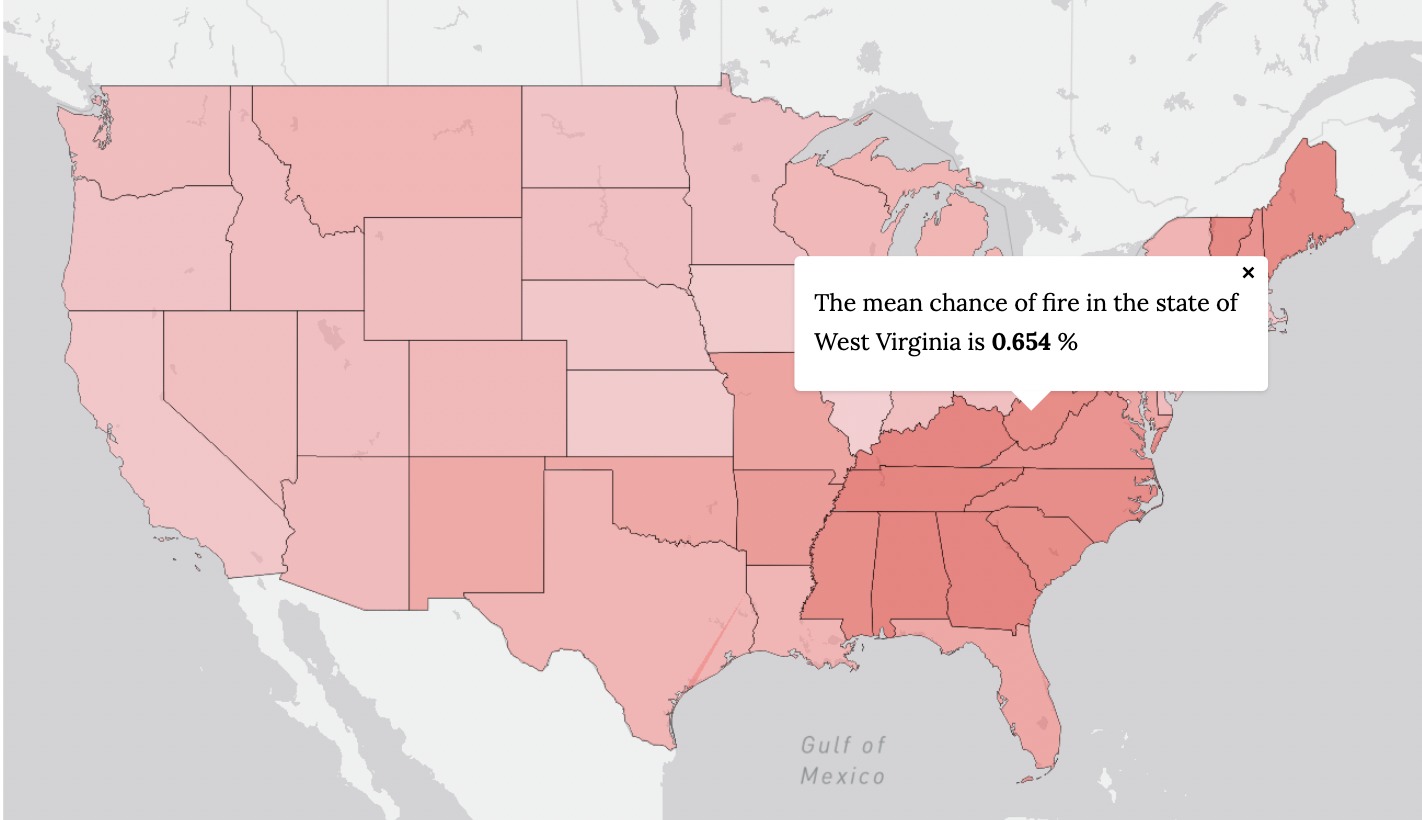 ×
The mean chance of fire in the state of
West Virginia is 0.654 %
Gulf of
Mexico